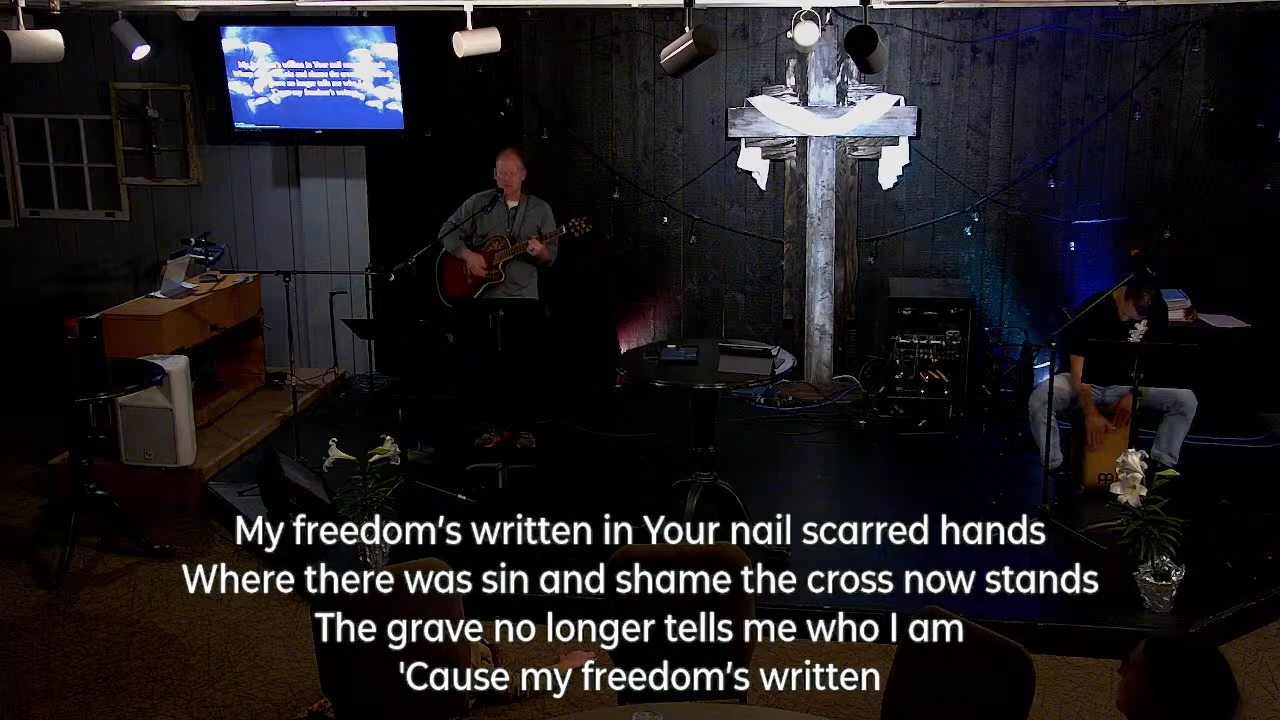 My freedom's written in Your nail scarred hands
Where there was sin and shame the cross now stands
The grave no longer tells me who I am
'Cause my freedom's written